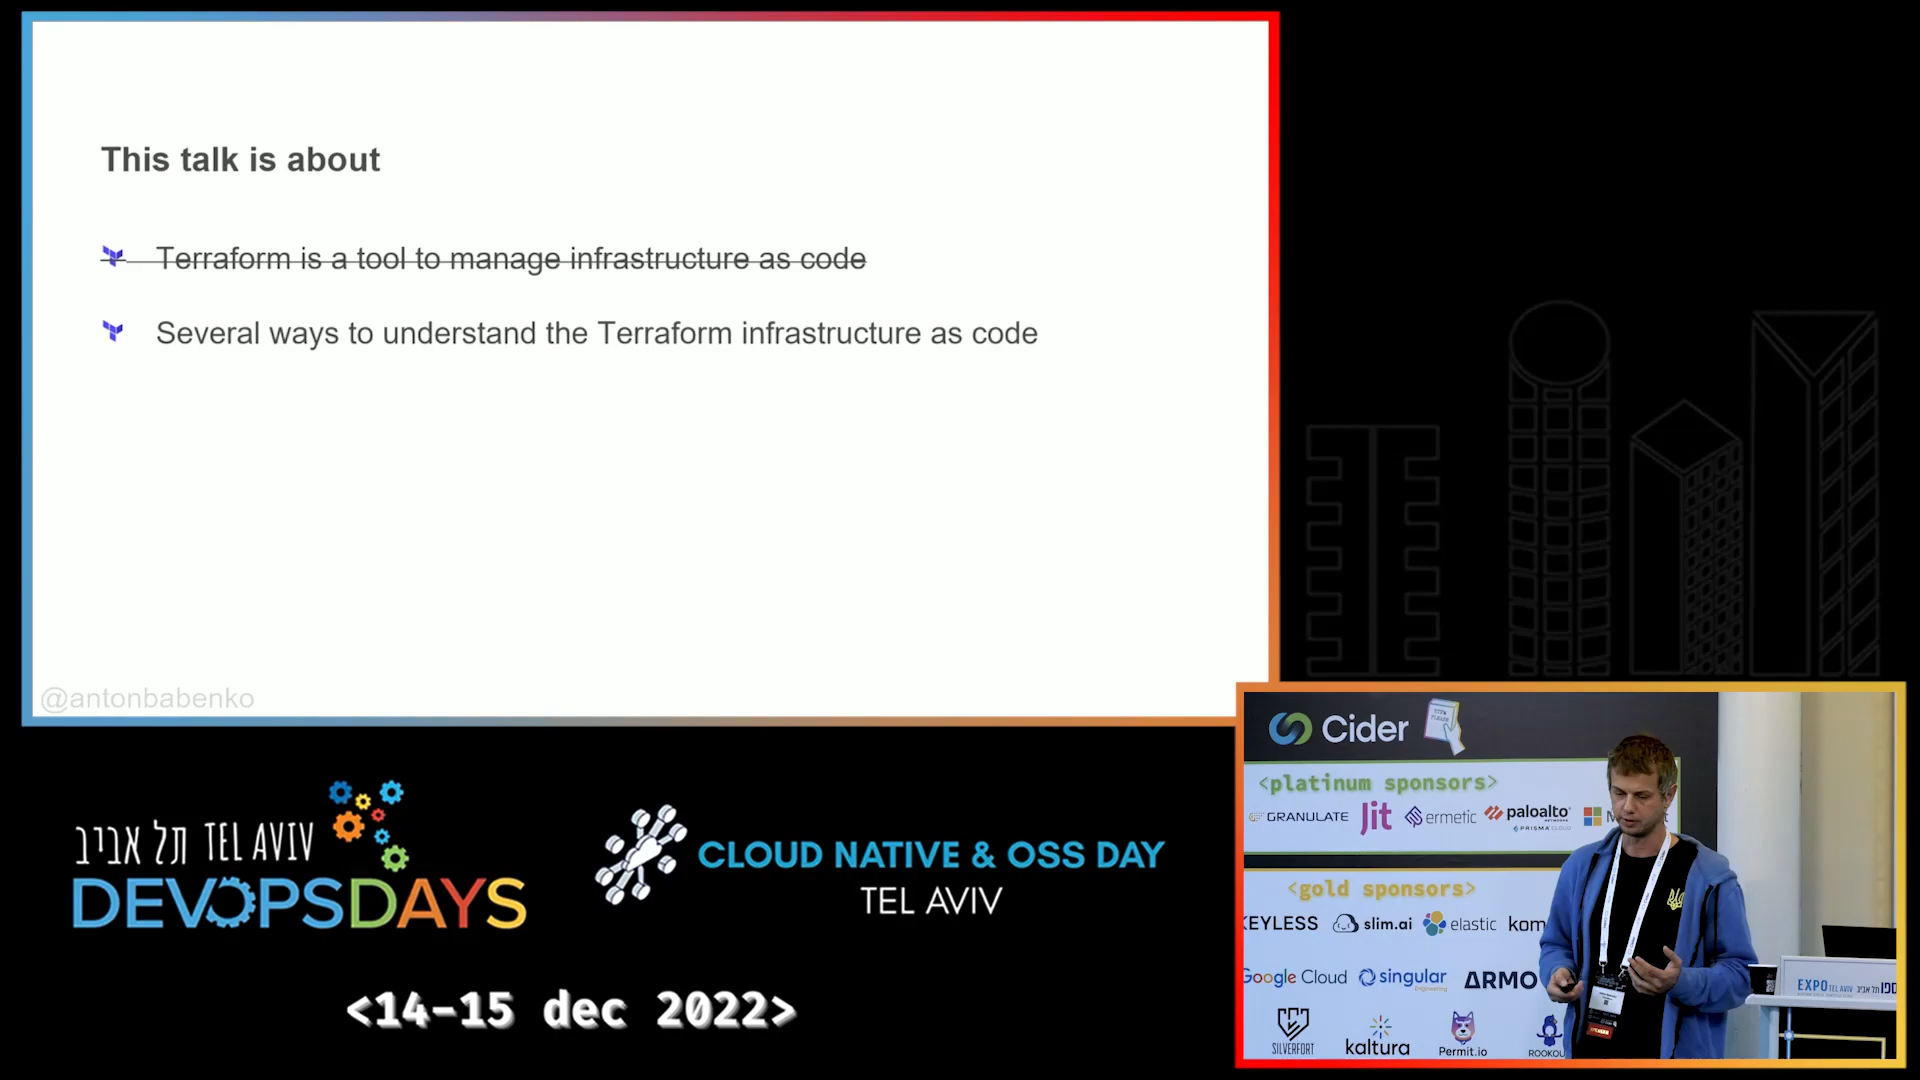 This talk is about
Terraform is a tool to manage infrastructure as code
Several ways to understand the Terraform infrastructure as code
@antonbabenko
תל אביב TEL AVIV
DEVOPSDAYS
CLOUD NATIVE & OSS DAY
TEL AVIV
<14-15 dec 2022>
Cider
<platinum sponsors>
GRANULATE Jit ermetic paloalto
PRISMA CLOUD
<gold sponsors>
KEYLESS slim.ai elastic kom
Google Cloud singular ARMO
SILVERFORT kaltura Permit.io ROOKOU
EXPO TEL AVIV